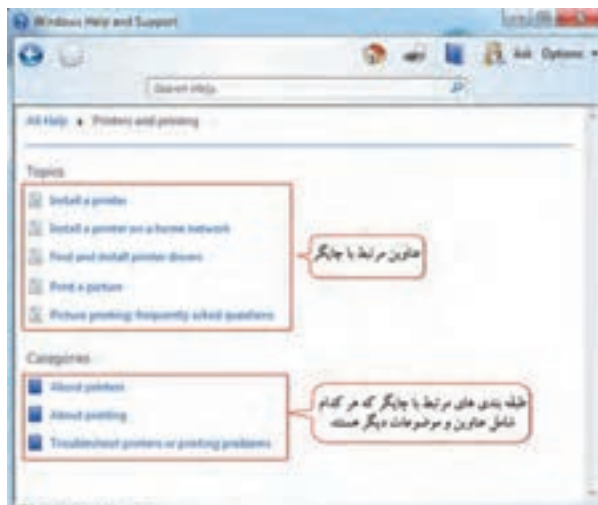 Windows Help and Support
Ask Options
Search Help
All Help ▸ Printers and printing
Topics
Install a printer
Install a printer on a home network
Find and install printer drivers
Print a picture
Picture printing: frequently asked questions
عناوین مرتبط با چاپگر
Categories
About printers
About printing
Troubleshoot printers or printing problems
طبقه بندی های مرتبط با چاپگر که هر کدام
شامل عناوین و موضوعات دیگر هستند